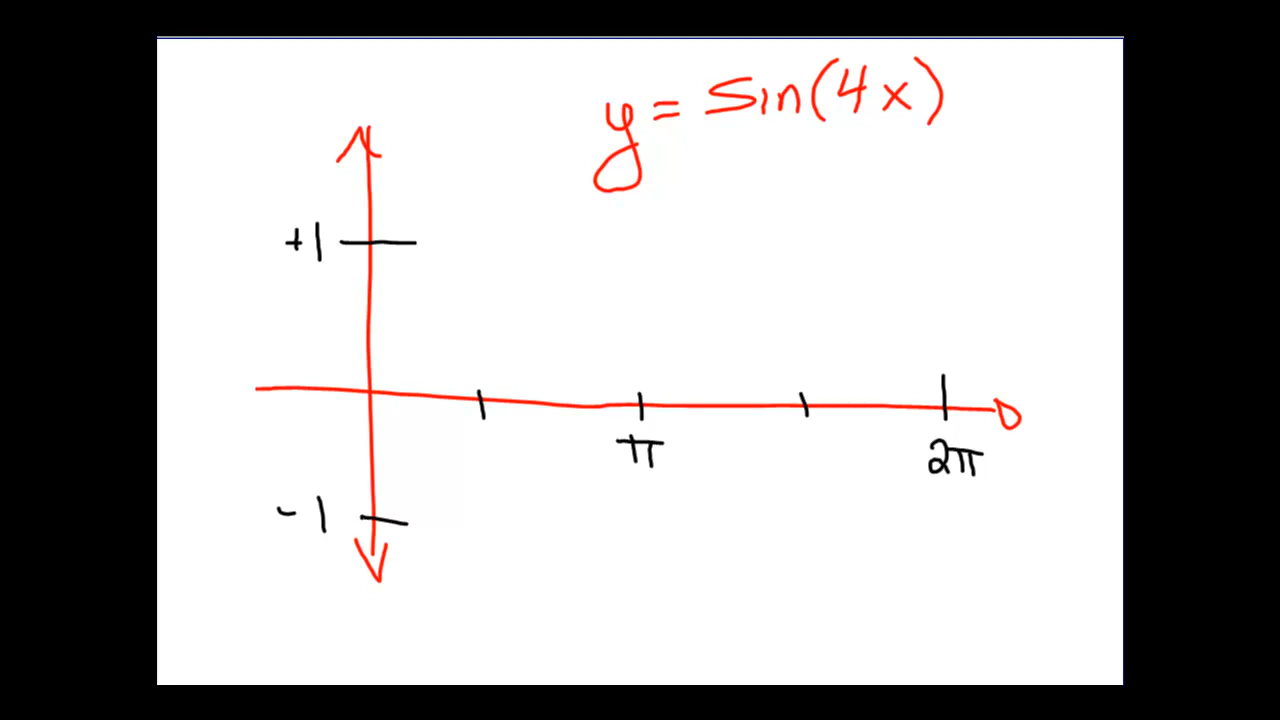 y = sin(4x)
+1
π
2π
-1